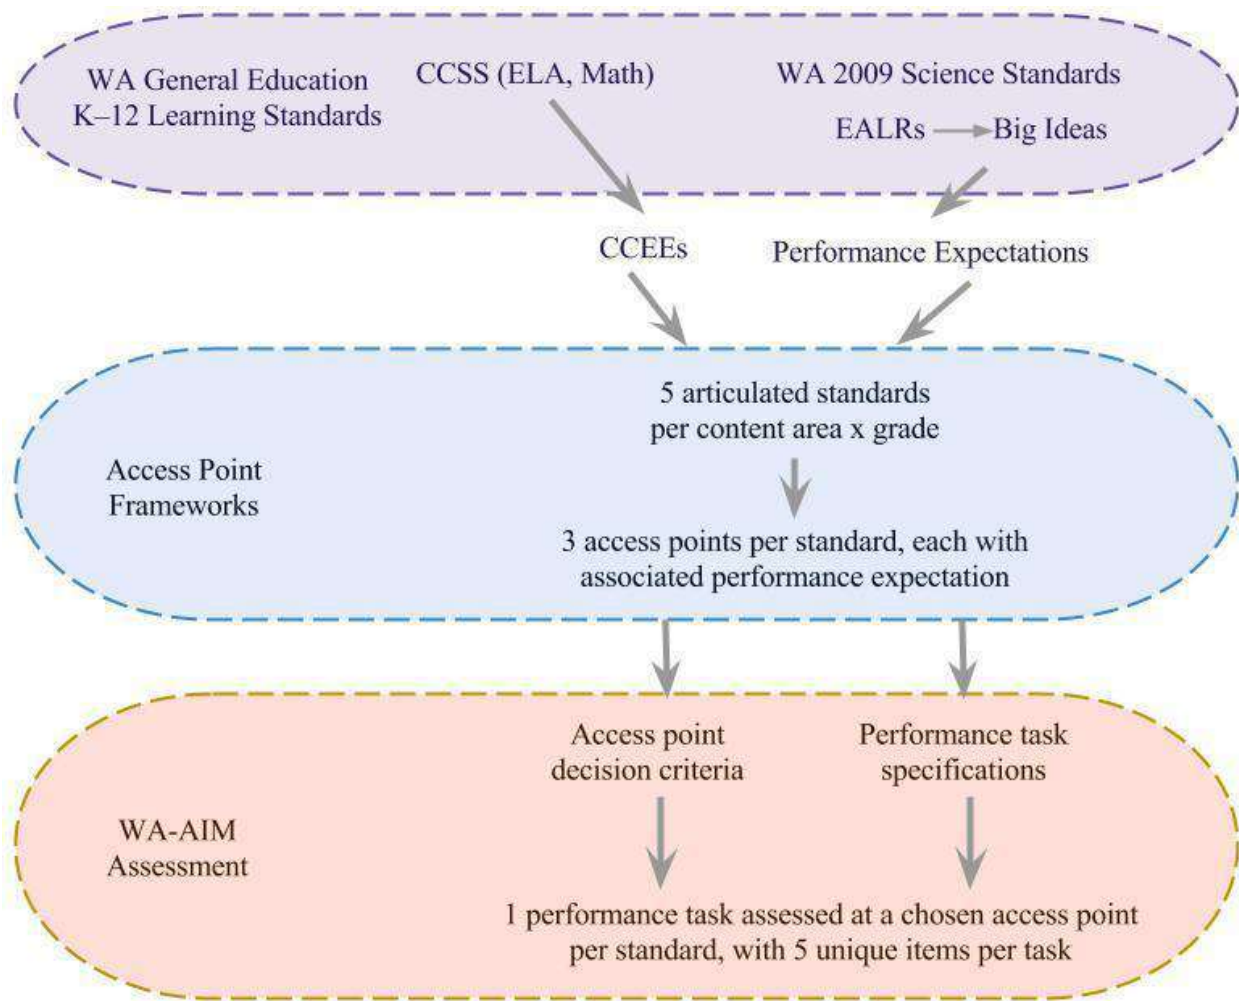 WA General Education
K–12 Learning Standards
CCSS (ELA, Math)
WA 2009 Science Standards
EALRs
Big Ideas
CCEEs
Performance Expectations
Access Point
Frameworks
5 articulated standards
per content area x grade
3 access points per standard, each with
associated performance expectation
WA-AIM
Assessment
Access point
decision criteria
Performance task
specifications
1 performance task assessed at a chosen access point
per standard, with 5 unique items per task